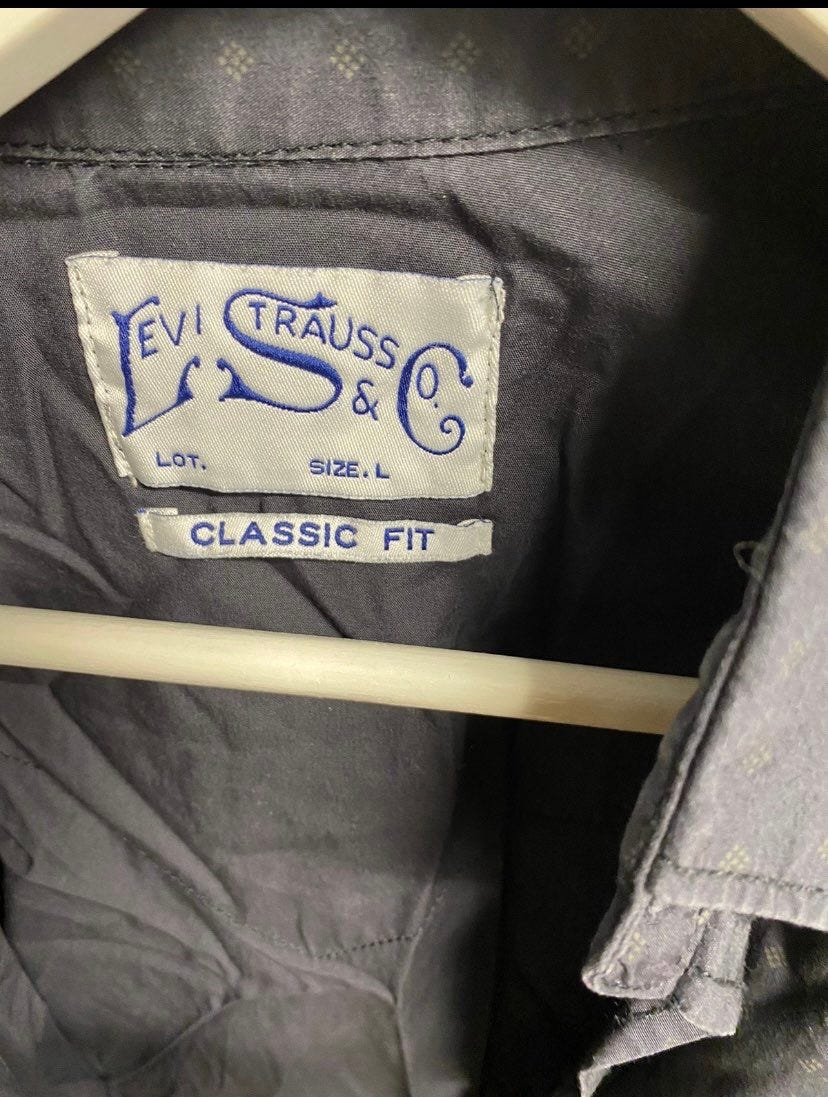 LEVI STRAUSS & CO.
LOT. SIZE. L
CLASSIC FIT